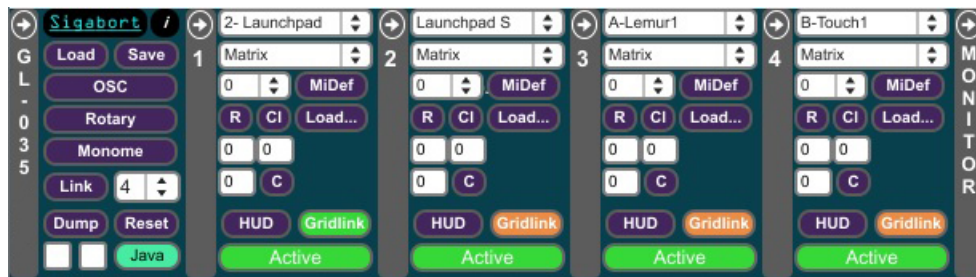 Sigabort i
GL-035
Load Save
OSC
Rotary
Monome
Link 4
Dump Reset
Java
1
2- Launchpad
Matrix
0 MiDef
R Cl Load...
0 0
0 C
HUD Gridlink
Active
2
Launchpad S
Matrix
0 MiDef
R Cl Load...
0 0
0 C
HUD Gridlink
Active
3
A-Lemur1
Matrix
0 MiDef
R Cl Load...
0 0
0 C
HUD Gridlink
Active
4
B-Touch1
Matrix
0 MiDef
R Cl Load...
0 0
0 C
HUD Gridlink
Active
MONITOR